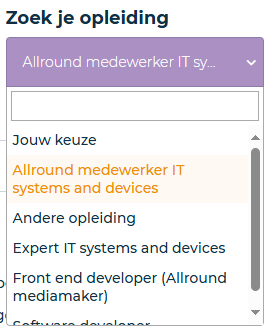 Zoek je opleiding
Allround medewerker IT sy...
Jouw keuze
Allround medewerker IT
systems and devices
Andere opleiding
Expert IT systems and devices
Front end developer (Allround
mediamaker)
Software developer